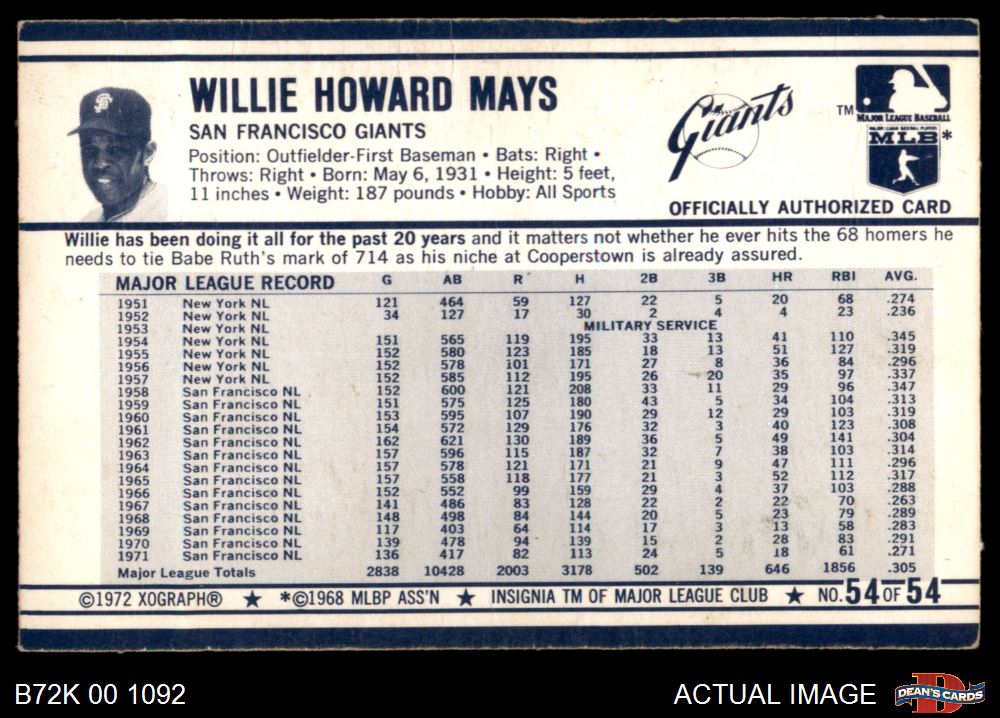 WILLIE HOWARD MAYS
SAN FRANCISCO GIANTS
Position: Outfielder-First Baseman • Bats: Right •
Throws: Right • Born: May 6, 1931 • Height: 5 feet,
11 inches • Weight: 187 pounds • Hobby: All Sports
SF
Giants
TM
MAJOR LEAGUE BASEBALL
MAJOR LEAGUE BASEBALL PLAYERS
MLB*
OFFICIALLY AUTHORIZED CARD
Willie has been doing it all for the past 20 years and it matters not whether he ever hits the 68 homers he
needs to tie Babe Ruth's mark of 714 as his niche at Cooperstown is already assured.
MAJOR LEAGUE RECORD G AB R H 2B 3B HR RBI AVG.
1951 New York NL 121 464 59 127 22 5 20 68 .274
1952 New York NL 34 127 17 30 2 4 4 23 .236
1953 New York NL MILITARY SERVICE
1954 New York NL 151 565 119 195 33 13 41 110 .345
1955 New York NL 152 580 123 185 18 13 51 127 .319
1956 New York NL 152 578 101 171 27 8 36 84 .296
1957 New York NL 152 585 112 195 26 20 35 97 .337
1958 San Francisco NL 152 600 121 208 33 11 29 96 .347
1959 San Francisco NL 151 575 125 180 43 5 34 104 .313
1960 San Francisco NL 153 595 107 190 29 12 29 103 .319
1961 San Francisco NL 154 572 129 176 32 3 40 123 .308
1962 San Francisco NL 162 621 130 189 36 5 49 141 .304
1963 San Francisco NL 157 596 115 187 32 7 38 103 .314
1964 San Francisco NL 157 578 121 171 21 9 47 111 .296
1965 San Francisco NL 157 558 118 177 21 3 52 112 .317
1966 San Francisco NL 152 552 99 159 29 4 37 103 .288
1967 San Francisco NL 141 486 83 128 22 2 22 70 .263
1968 San Francisco NL 148 498 84 144 20 5 23 79 .289
1969 San Francisco NL 117 403 64 114 17 3 13 58 .283
1970 San Francisco NL 139 478 94 139 15 2 28 83 .291
1971 San Francisco NL 136 417 82 113 24 5 18 61 .271
Major League Totals 2838 10428 2003 3178 502 139 646 1856 .305
©1972 XOGRAPH® ★ *©1968 MLBP ASS'N ★ INSIGNIA TM OF MAJOR LEAGUE CLUB ★ NO. 54 OF 54
B72K 00 1092
ACTUAL IMAGE
D
DEAN'S CARDS